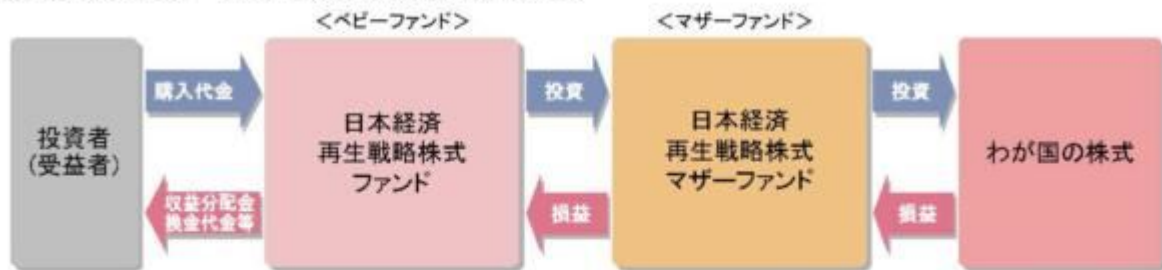 <ベビーファンド>
<マザーファンド>
投資者
(受益者)
購入代金
収益分配金
換金代金等
日本経済
再生戦略株式
ファンド
投資
損益
日本経済
再生戦略株式
マザーファンド
投資
損益
わが国の株式